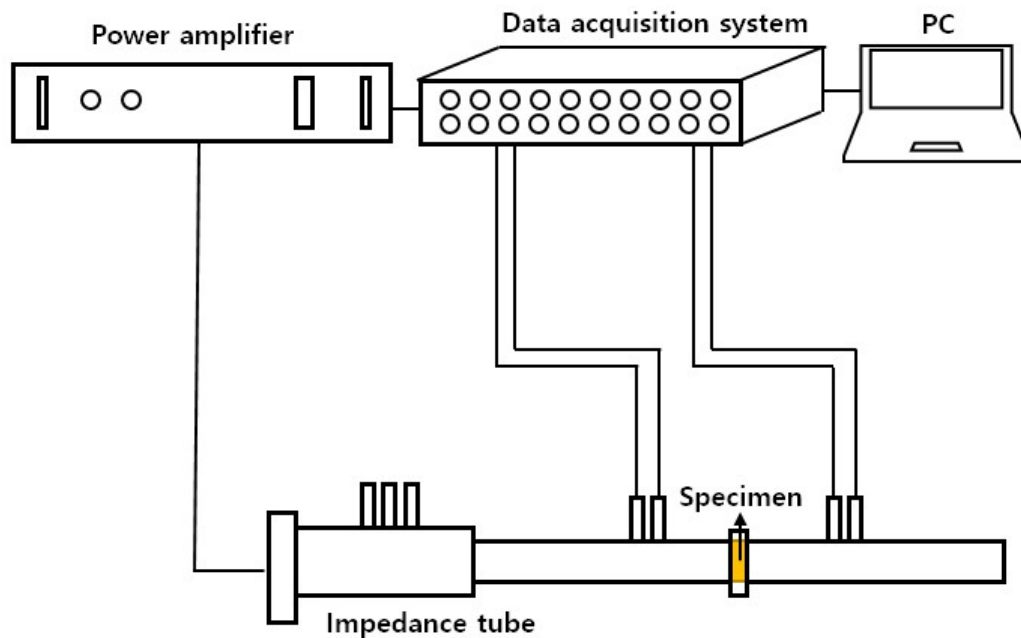 Power amplifier
Data acquisition system
PC
Specimen
Impedance tube